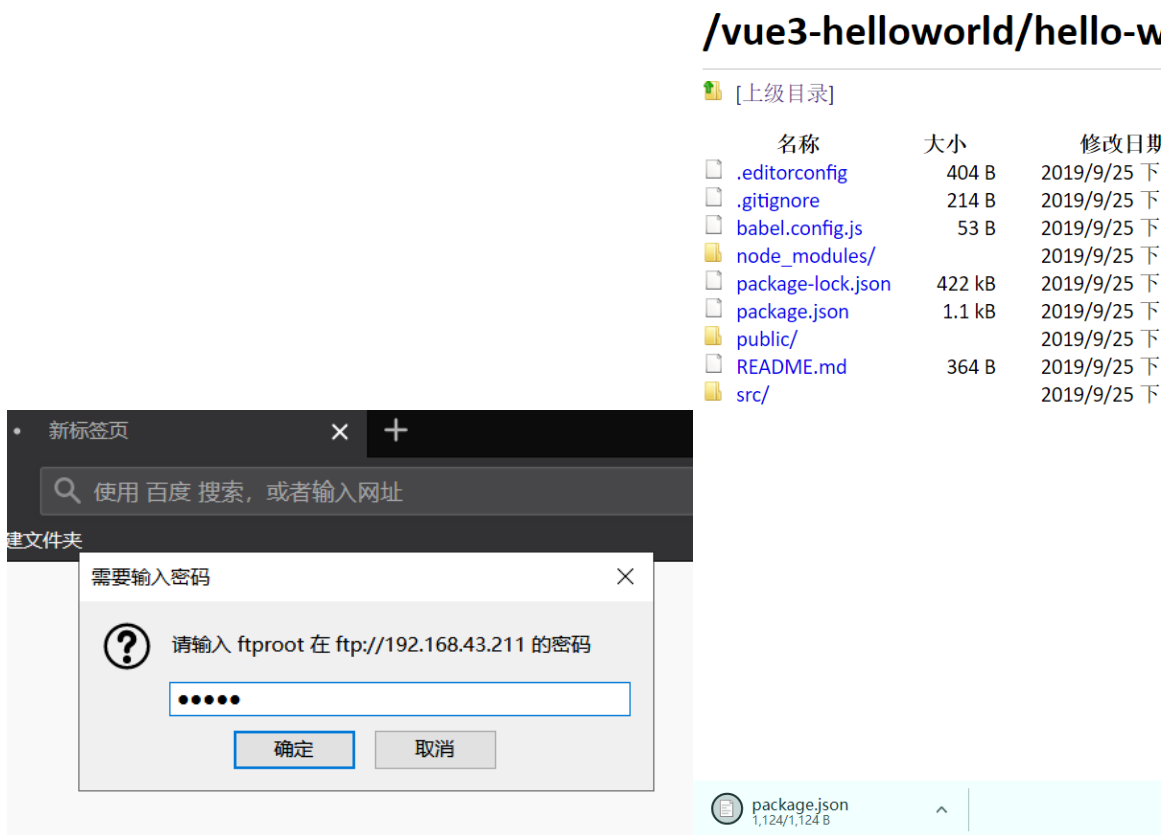 /vue3-helloworld/hello-w
[上级目录]
名称 大小 修改日期
.editorconfig 404 B 2019/9/25 下
.gitignore 214 B 2019/9/25 下
babel.config.js 53 B 2019/9/25 下
node_modules/ 2019/9/25 下
package-lock.json 422 kB 2019/9/25 下
package.json 1.1 kB 2019/9/25 下
public/ 2019/9/25 下
README.md 364 B 2019/9/25 下
src/ 2019/9/25 下
新标签页
使用 百度 搜索，或者输入网址
建文件夹
需要输入密码
请输入 ftproot 在 ftp://192.168.43.211 的密码
确定 取消
package.json
1,124/1,124 B